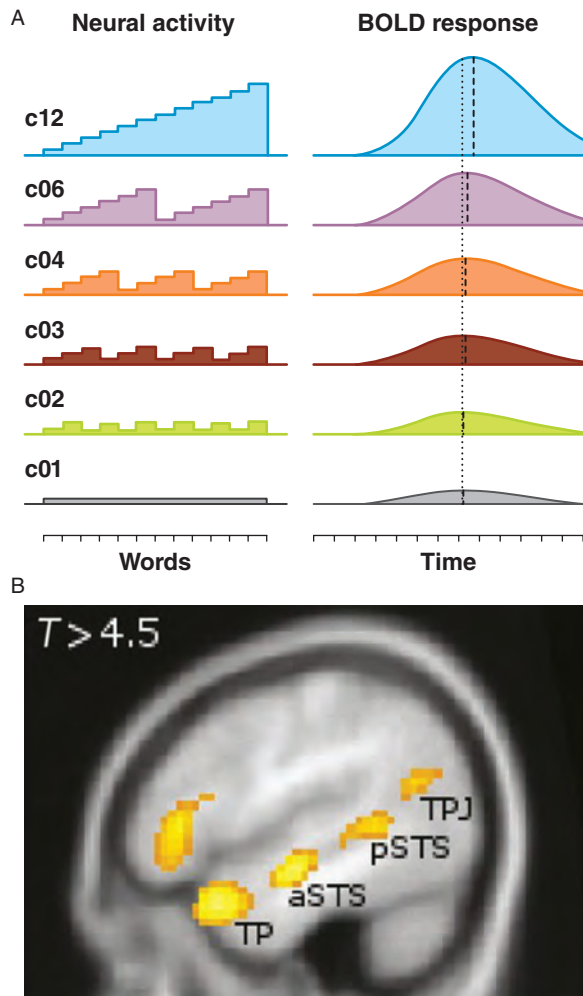 A
Neural activity BOLD response
c12
c06
c04
c03
c02
c01
Words Time
B
T > 4.5
TPJ
pSTS
aSTS
TP